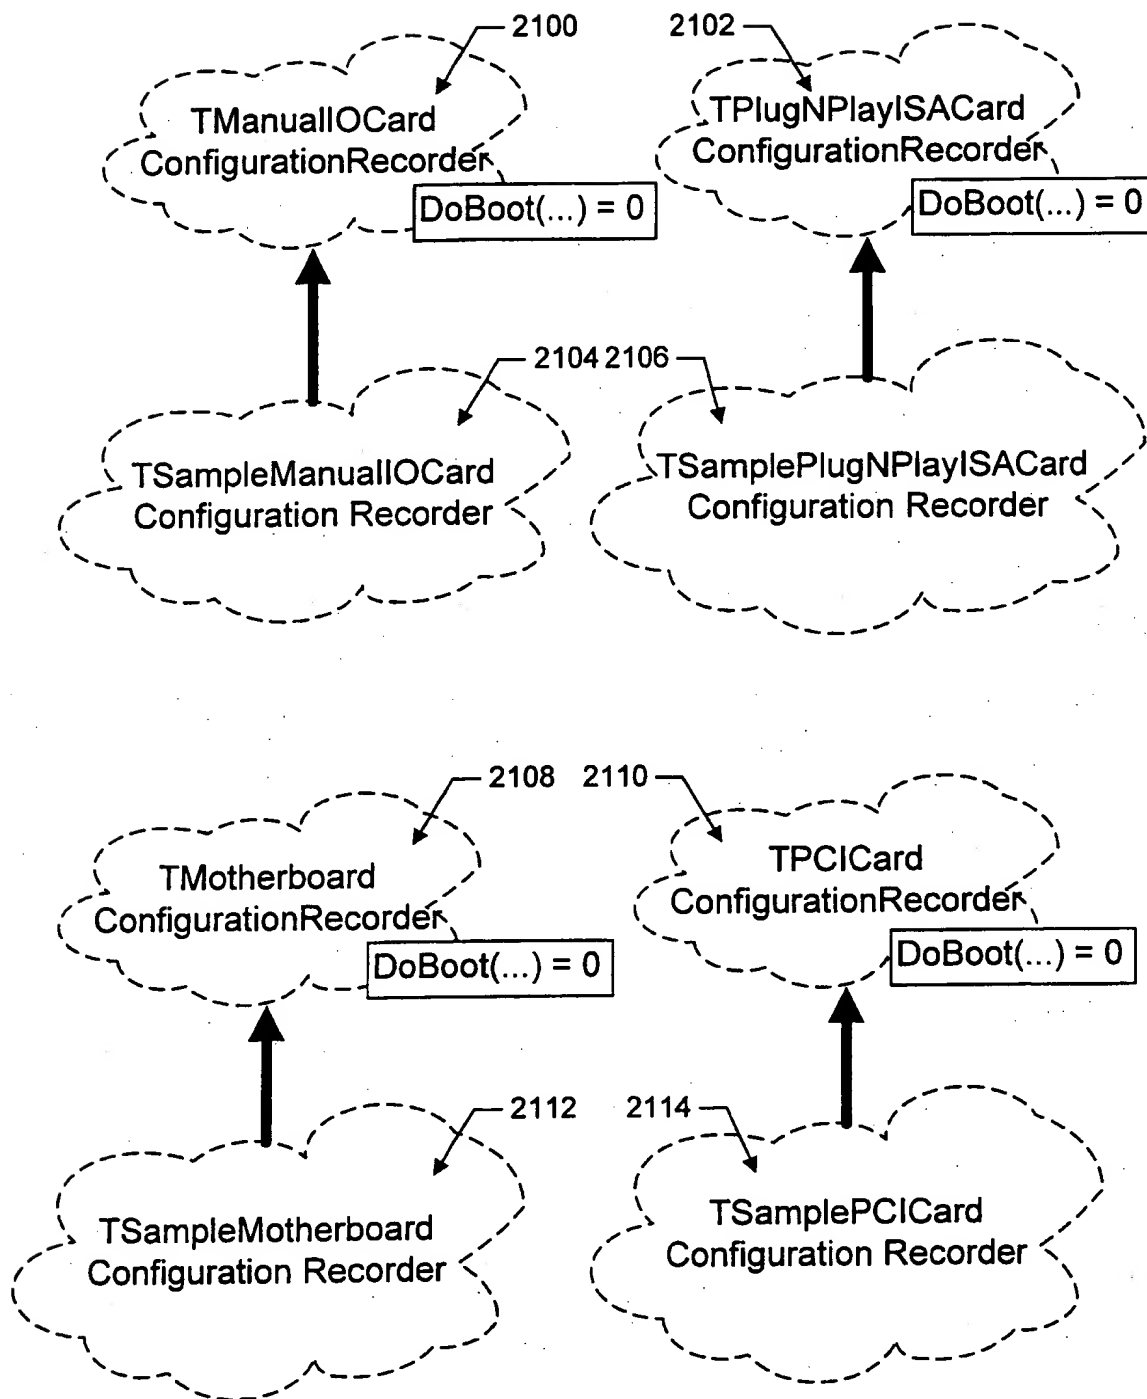 2100
2102
TManualIOCard
ConfigurationRecorder
DoBoot(...) = 0
TPlugNPlayISACard
ConfigurationRecorder
DoBoot(...) = 0
2104
2106
TSampleManualIOCard
Configuration Recorder
TSamplePlugNPlayISACard
Configuration Recorder
2108
2110
TMotherboard
ConfigurationRecorder
DoBoot(...) = 0
TPCICard
ConfigurationRecorder
DoBoot(...) = 0
2112
2114
TSampleMotherboard
Configuration Recorder
TSamplePCICard
Configuration Recorder